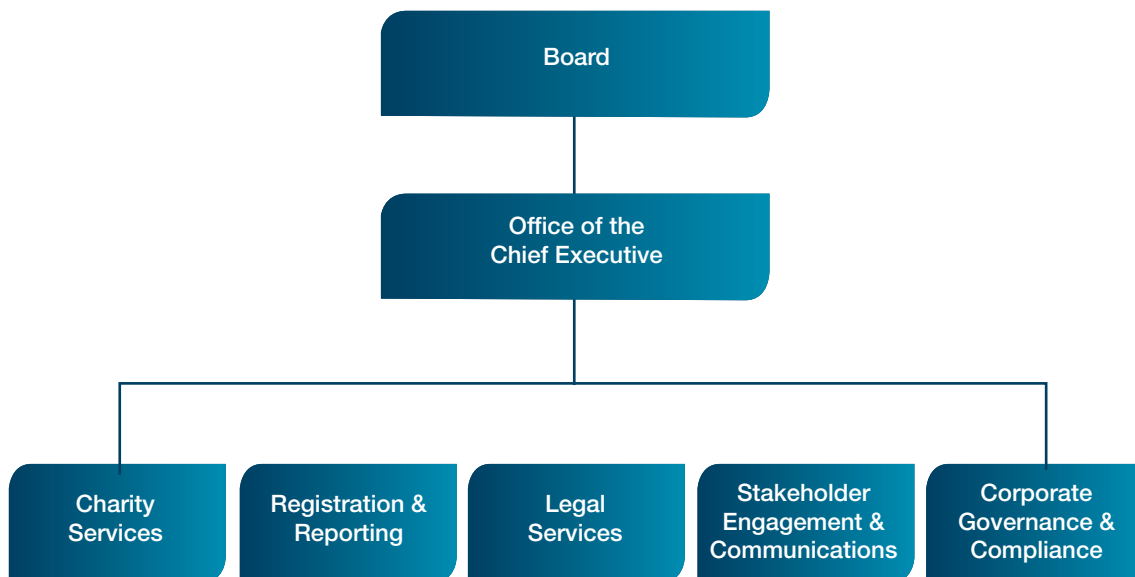 Board
Office of the
Chief Executive
Charity
Services
Registration &
Reporting
Legal
Services
Stakeholder
Engagement &
Communications
Corporate
Governance &
Compliance